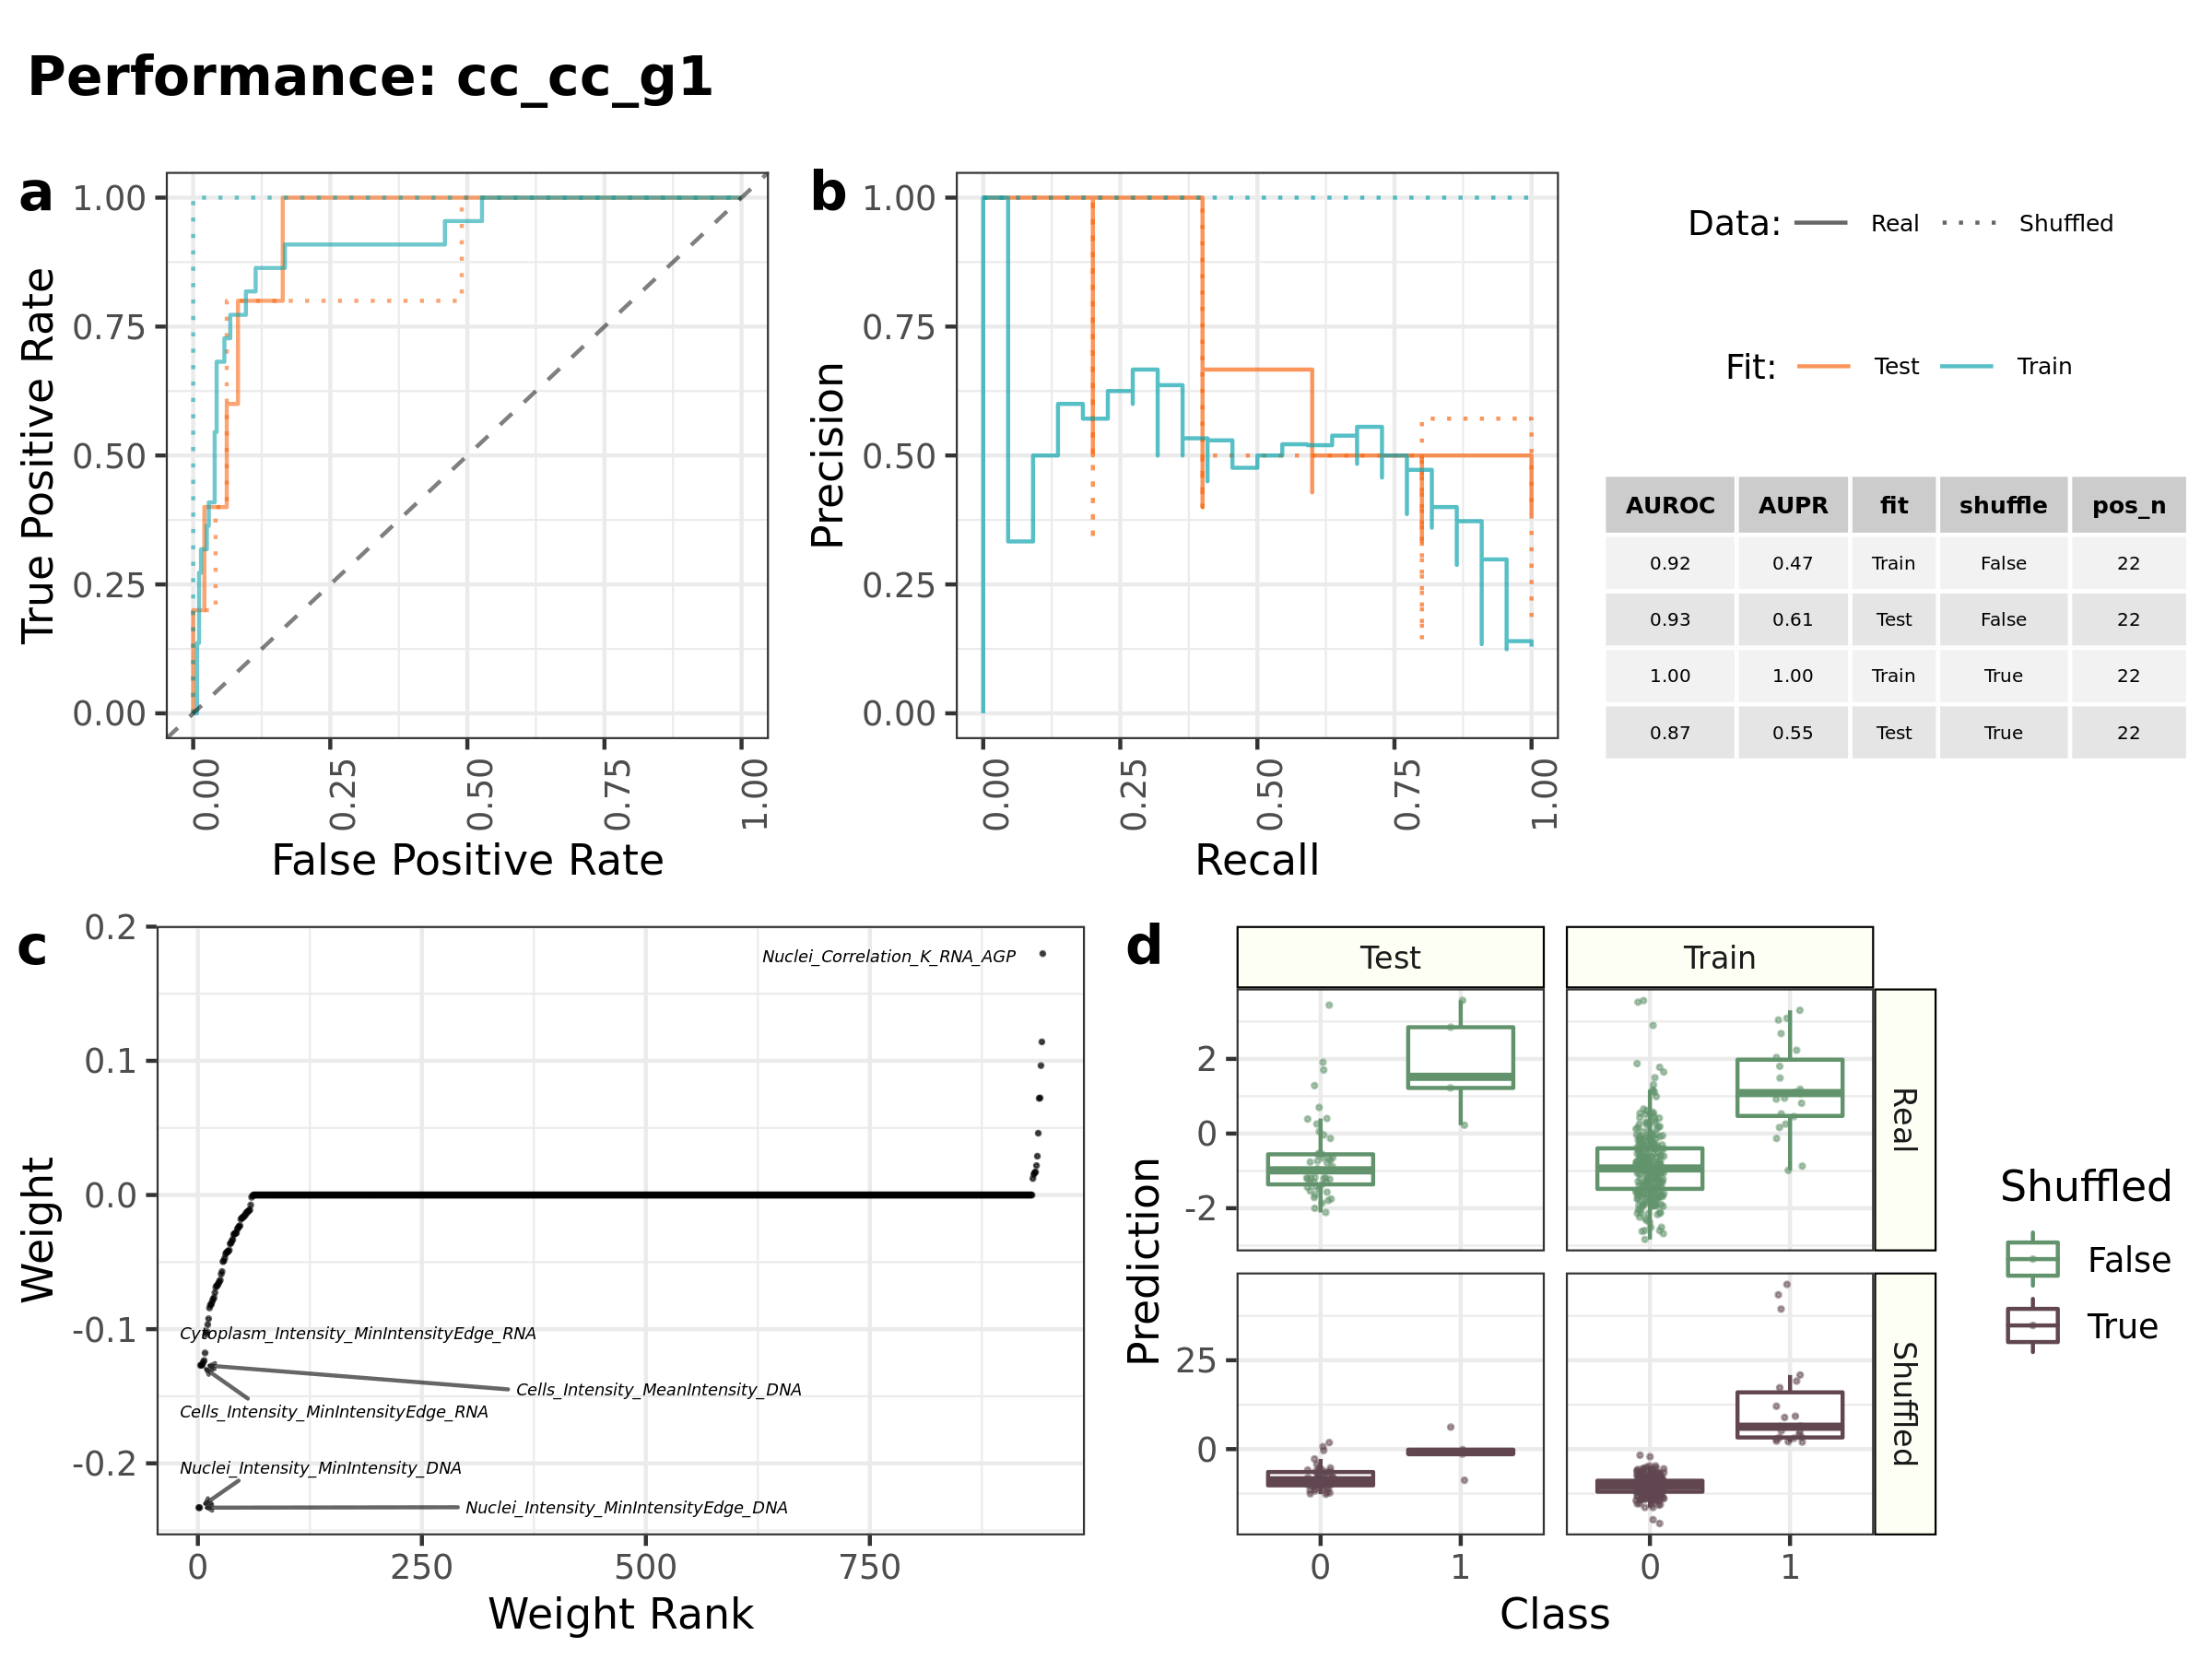 Performance: cc_cc_g1
a
1.00
0.75
0.50
0.25
0.00
True Positive Rate
0.00
0.25
0.50
0.75
1.00
False Positive Rate
b
1.00
0.75
0.50
0.25
0.00
Precision
0.00
0.25
0.50
0.75
1.00
Recall
Data: Real Shuffled
Fit: Test Train
AUROC AUPR fit shuffle pos_n
0.92 0.47 Train False 22
0.93 0.61 Test False 22
1.00 1.00 Train True 22
0.87 0.55 Test True 22
c
0.2
0.1
0.0
-0.1
-0.2
Weight
Nuclei_Correlation_K_RNA_AGP
Cytoplasm_Intensity_MinIntensityEdge_RNA
Cells_Intensity_MeanIntensity_DNA
Cells_Intensity_MinIntensityEdge_RNA
Nuclei_Intensity_MinIntensity_DNA
Nuclei_Intensity_MinIntensityEdge_DNA
0 250 500 750
Weight Rank
d
Test Train
2
0
-2
Real
25
0
Shuffled
Prediction
0 1 0 1
Class
Shuffled
False
True